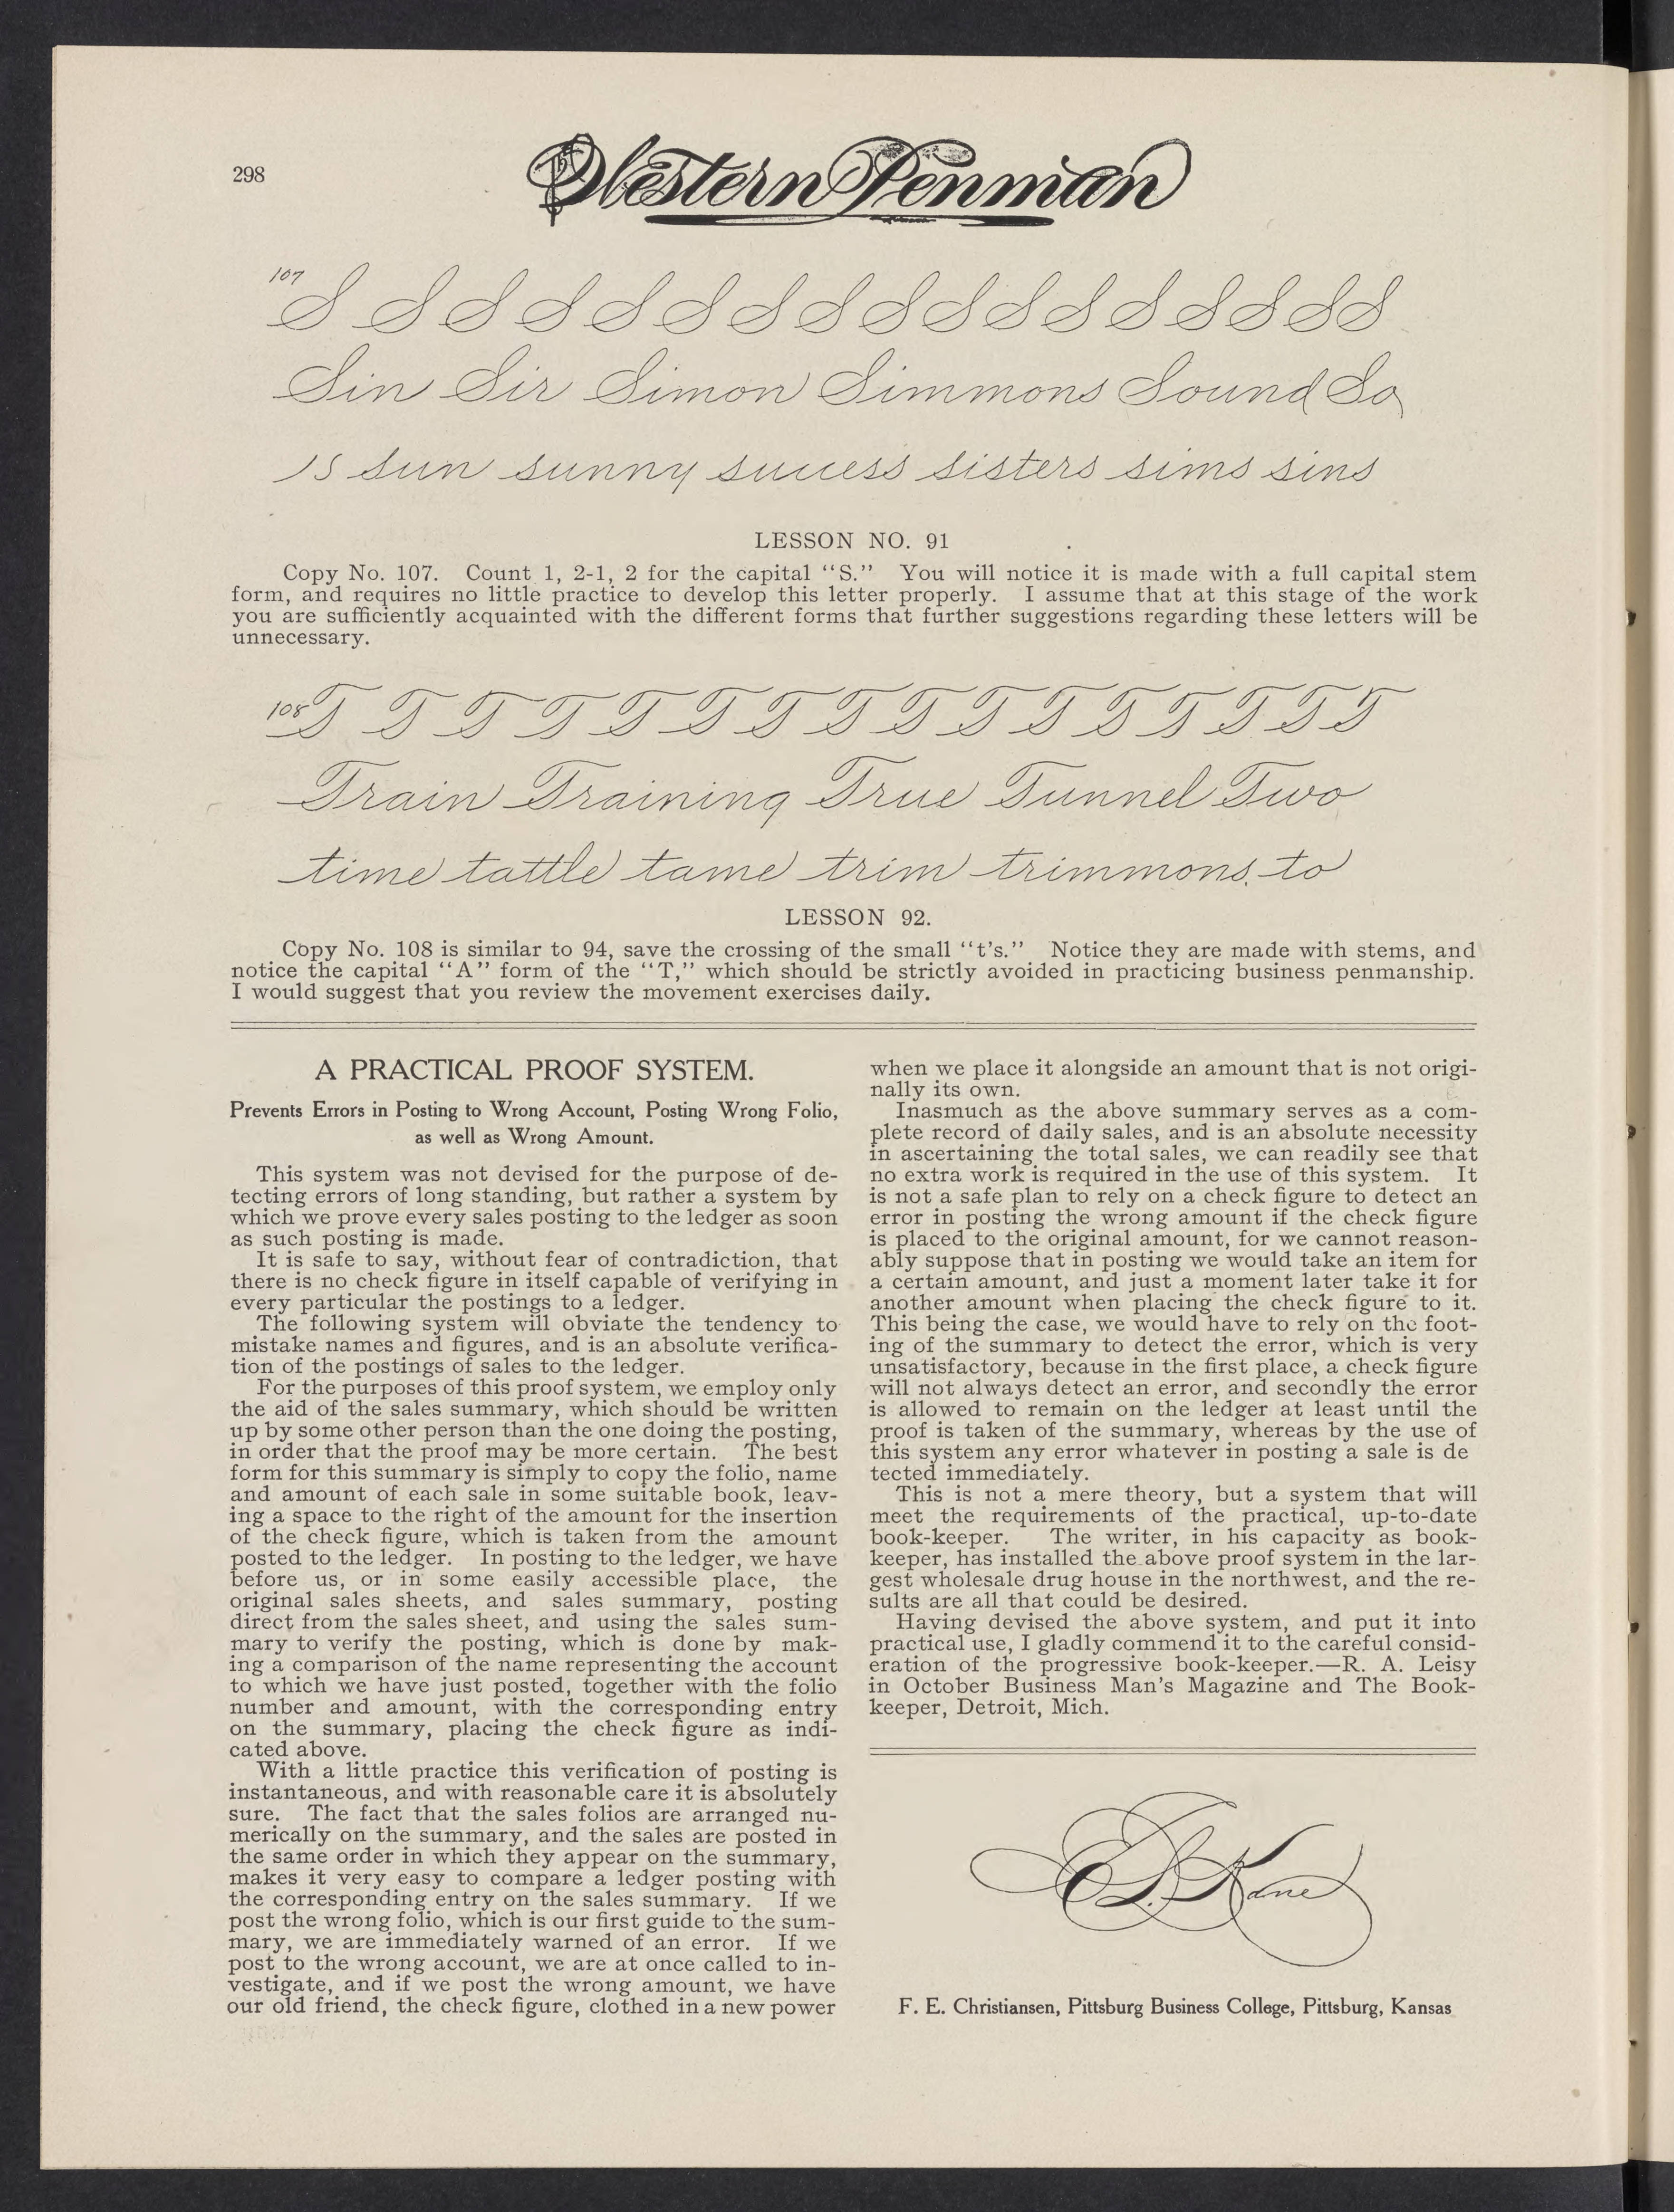 298
The Western Penman
107 S S S S S S S S S S S S S S S S S
Sin Sir Simon Simmons Sound So
s sun sunny success sisters sims sins
LESSON NO. 91
Copy No. 107. Count 1, 2-1, 2 for the capital "S." You will notice it is made with a full capital stem
form, and requires no little practice to develop this letter properly. I assume that at this stage of the work
you are sufficiently acquainted with the different forms that further suggestions regarding these letters will be
unnecessary.
108 T T T T T T T T T T T T T T T T
Train Training True Tunnel Two
time tattle tame trim trimmons to
LESSON 92.
Copy No. 108 is similar to 94, save the crossing of the small "t's." Notice they are made with stems, and
notice the capital "A" form of the "T," which should be strictly avoided in practicing business penmanship.
I would suggest that you review the movement exercises daily.
A PRACTICAL PROOF SYSTEM.
Prevents Errors in Posting to Wrong Account, Posting Wrong Folio,
as well as Wrong Amount.
This system was not devised for the purpose of de-
tecting errors of long standing, but rather a system by
which we prove every sales posting to the ledger as soon
as such posting is made.
It is safe to say, without fear of contradiction, that
there is no check figure in itself capable of verifying in
every particular the postings to a ledger.
The following system will obviate the tendency to
mistake names and figures, and is an absolute verifica-
tion of the postings of sales to the ledger.
For the purposes of this proof system, we employ only
the aid of the sales summary, which should be written
up by some other person than the one doing the posting,
in order that the proof may be more certain. The best
form for this summary is simply to copy the folio, name
and amount of each sale in some suitable book, leav-
ing a space to the right of the amount for the insertion
of the check figure, which is taken from the amount
posted to the ledger. In posting to the ledger, we have
before us, or in some easily accessible place, the
original sales sheets, and sales summary, posting
direct from the sales sheet, and using the sales sum-
mary to verify the posting, which is done by mak-
ing a comparison of the name representing the account
to which we have just posted, together with the folio
number and amount, with the corresponding entry
on the summary, placing the check figure as indi-
cated above.
With a little practice this verification of posting is
instantaneous, and with reasonable care it is absolutely
sure. The fact that the sales folios are arranged nu-
merically on the summary, and the sales are posted in
the same order in which they appear on the summary,
makes it very easy to compare a ledger posting with
the corresponding entry on the sales summary. If we
post the wrong folio, which is our first guide to the sum-
mary, we are immediately warned of an error. If we
post to the wrong account, we are at once called to in-
vestigate, and if we post the wrong amount, we have
our old friend, the check figure, clothed in a new power
when we place it alongside an amount that is not origi-
nally its own.
Inasmuch as the above summary serves as a com-
plete record of daily sales, and is an absolute necessity
in ascertaining the total sales, we can readily see that
no extra work is required in the use of this system. It
is not a safe plan to rely on a check figure to detect an
error in posting the wrong amount if the check figure
is placed to the original amount, for we cannot reason-
ably suppose that in posting we would take an item for
a certain amount, and just a moment later take it for
another amount when placing the check figure to it.
This being the case, we would have to rely on the foot-
ing of the summary to detect the error, which is very
unsatisfactory, because in the first place, a check figure
will not always detect an error, and secondly the error
is allowed to remain on the ledger at least until the
proof is taken of the summary, whereas by the use of
this system any error whatever in posting a sale is de
tected immediately.
This is not a mere theory, but a system that will
meet the requirements of the practical, up-to-date
book-keeper. The writer, in his capacity as book-
keeper, has installed the above proof system in the lar-
gest wholesale drug house in the northwest, and the re-
sults are all that could be desired.
Having devised the above system, and put it into
practical use, I gladly commend it to the careful consid-
eration of the progressive book-keeper.—R. A. Leisy
in October Business Man's Magazine and The Book-
keeper, Detroit, Mich.
Kane
F. E. Christiansen, Pittsburg Business College, Pittsburg, Kansas